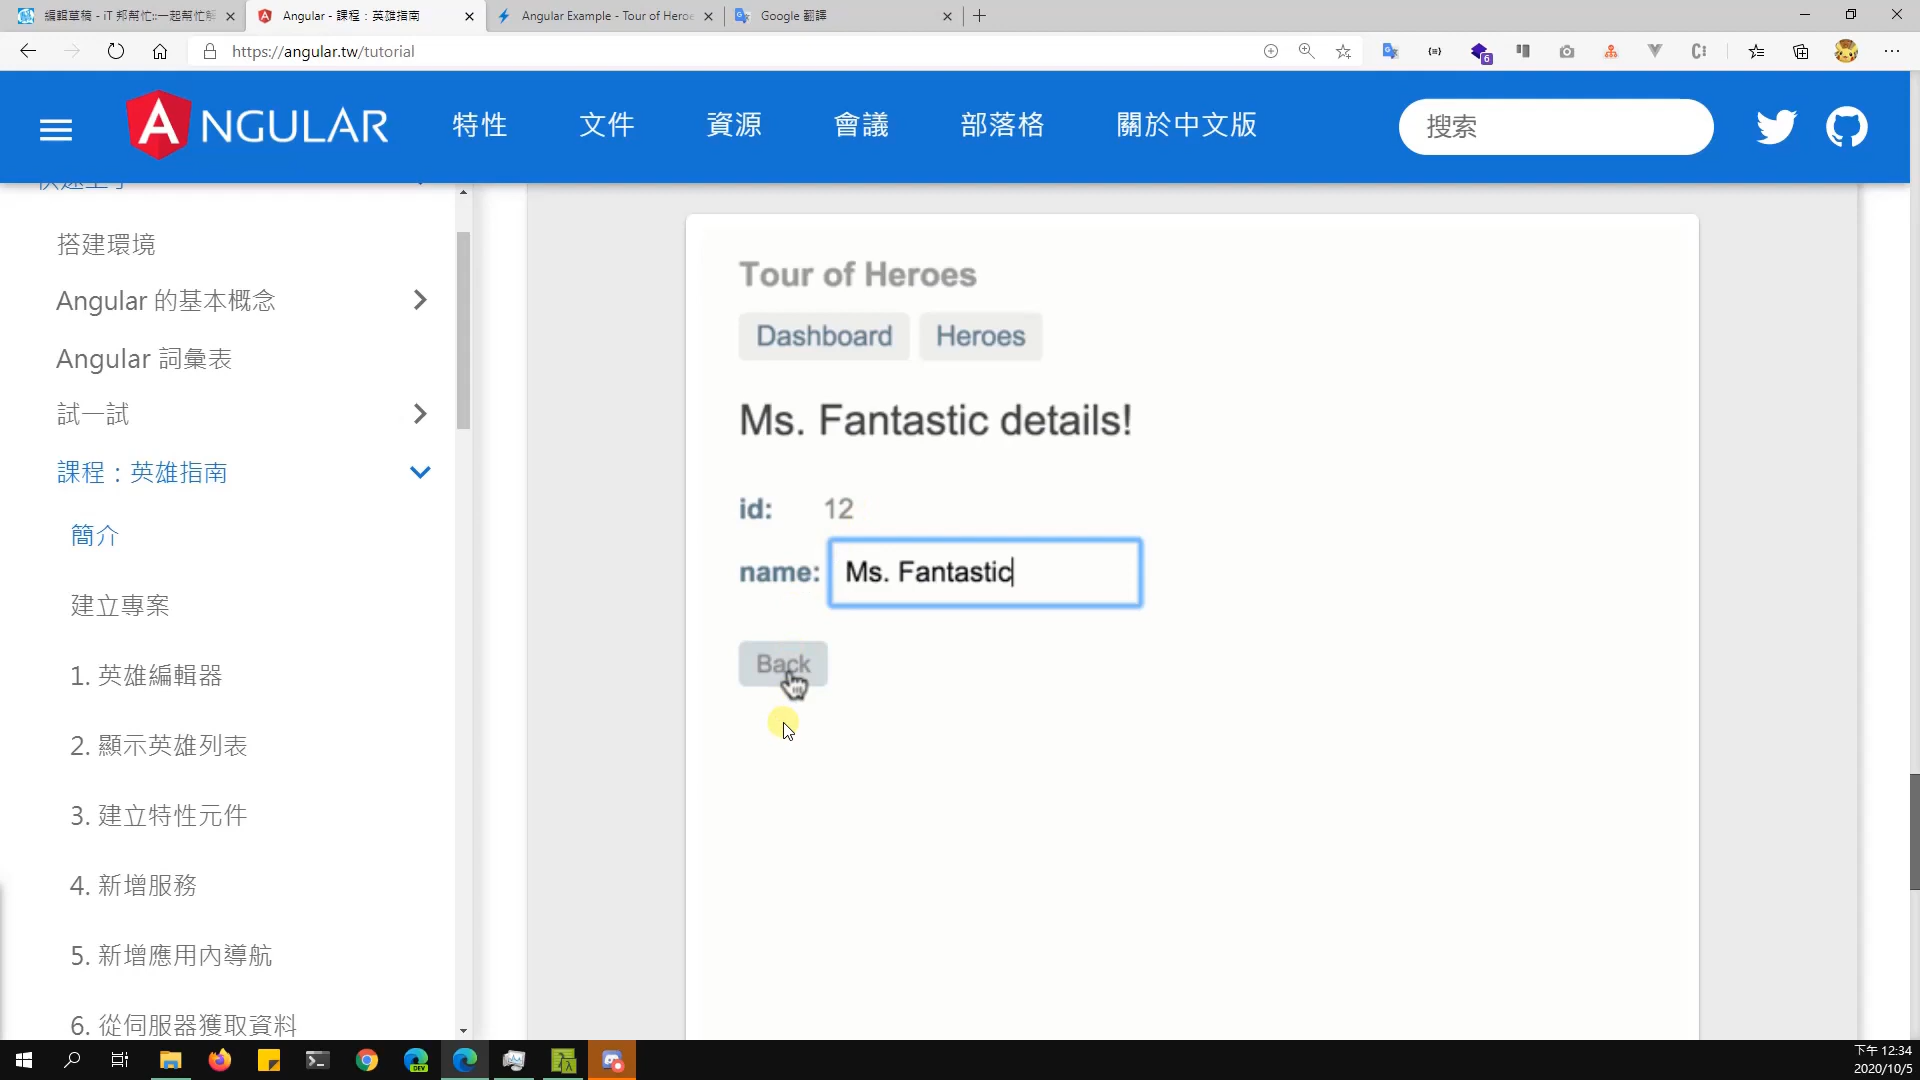 編輯草稿 - iT 邦幫忙::一起幫忙解
Angular - 課程：英雄指南
Angular Example - Tour of Heroe
Google 翻譯
https://angular.tw/tutorial
6
ANGULAR
特性
文件
資源
會議
部落格
關於中文版
搜索
快速上手
搭建環境
Angular 的基本概念
Angular 詞彙表
試一試
課程：英雄指南
簡介
建立專案
1. 英雄編輯器
2. 顯示英雄列表
3. 建立特性元件
4. 新增服務
5. 新增應用內導航
6. 從伺服器獲取資料
Tour of Heroes
Dashboard
Heroes
Ms. Fantastic details!
id: 12
name: Ms. Fantastic
Back
DEV
下午 12:34
2020/10/5